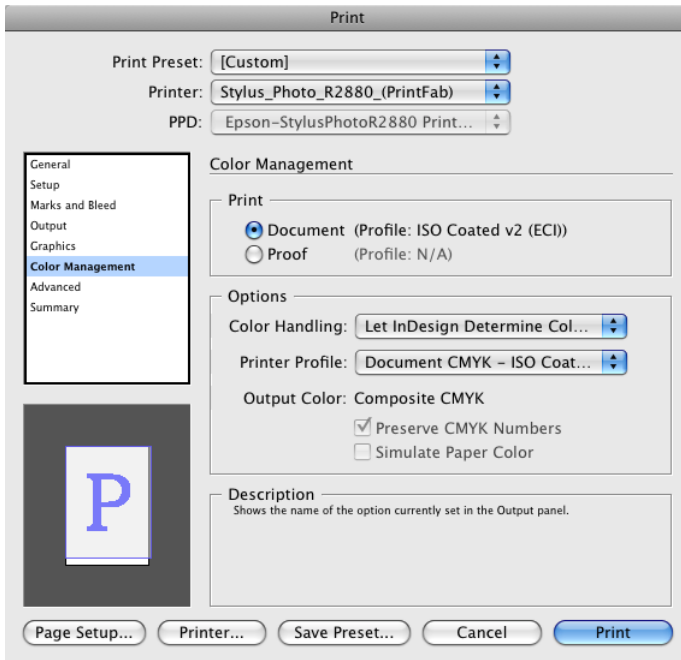 Print
Print Preset: [Custom]
Printer: Stylus_Photo_R2880_(PrintFab)
PPD: Epson-StylusPhotoR2880 Print...
General
Setup
Marks and Bleed
Output
Graphics
Color Management
Advanced
Summary
Color Management
Print
Document (Profile: ISO Coated v2 (ECI))
Proof (Profile: N/A)
Options
Color Handling: Let InDesign Determine Col...
Printer Profile: Document CMYK - ISO Coat...
Output Color: Composite CMYK
Preserve CMYK Numbers
Simulate Paper Color
P
Description
Shows the name of the option currently set in the Output panel.
Page Setup... Printer... Save Preset... Cancel Print